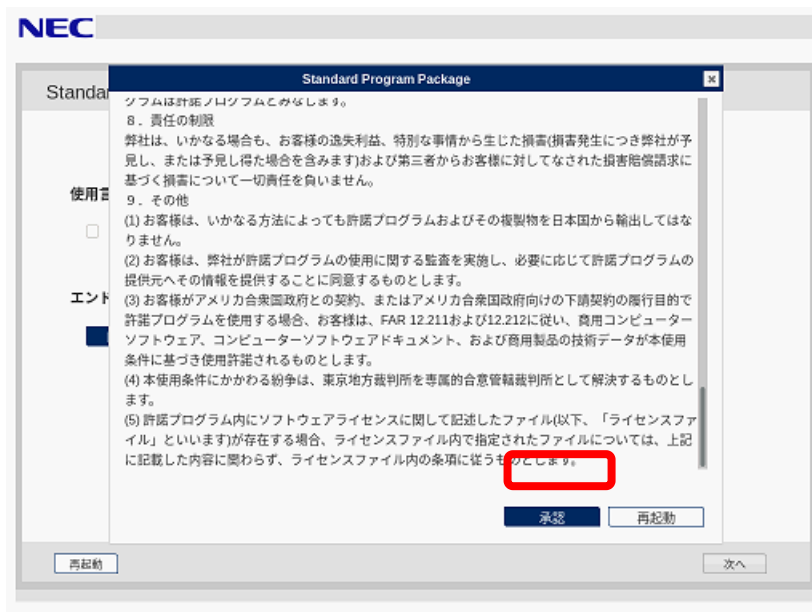 NEC
Standar
Standard Program Package
グラムは許諾プログラムとみなします。
8．責任の制限
弊社は、いかなる場合も、お客様の逸失利益、特別な事情から生じた損害(損害発生につき弊社が予
見し、または予見し得た場合を含みます)および第三者からお客様に対してなされた損害賠償請求に
基づく損害について一切責任を負いません。
9．その他
(1) お客様は、いかなる方法によっても許諾プログラムおよびその複製物を日本国から輸出してはな
りません。
(2) お客様は、弊社が許諾プログラムの使用に関する監査を実施し、必要に応じて許諾プログラムの
提供元へその情報を提供することに同意するものとします。
(3) お客様がアメリカ合衆国政府との契約、またはアメリカ合衆国政府向けの下請契約の履行目的で
許諾プログラムを使用する場合、お客様は、FAR 12.211および12.212に従い、商用コンピューター
ソフトウェア、コンピューターソフトウェアドキュメント、および商用製品の技術データが本使用
条件に基づき使用許諾されるものとします。
(4) 本使用条件にかかわる紛争は、東京地方裁判所を専属的合意管轄裁判所として解決するものとし
ます。
(5) 許諾プログラム内にソフトウェアライセンスに関して記述したファイル(以下、「ライセンスファ
イル」といいます)が存在する場合、ライセンスファイル内で指定されたファイルについては、上記
に記載した内容に関わらず、ライセンスファイル内の条項に従うものとします。
使用言
エンド
承認
再起動
再起動
次へ